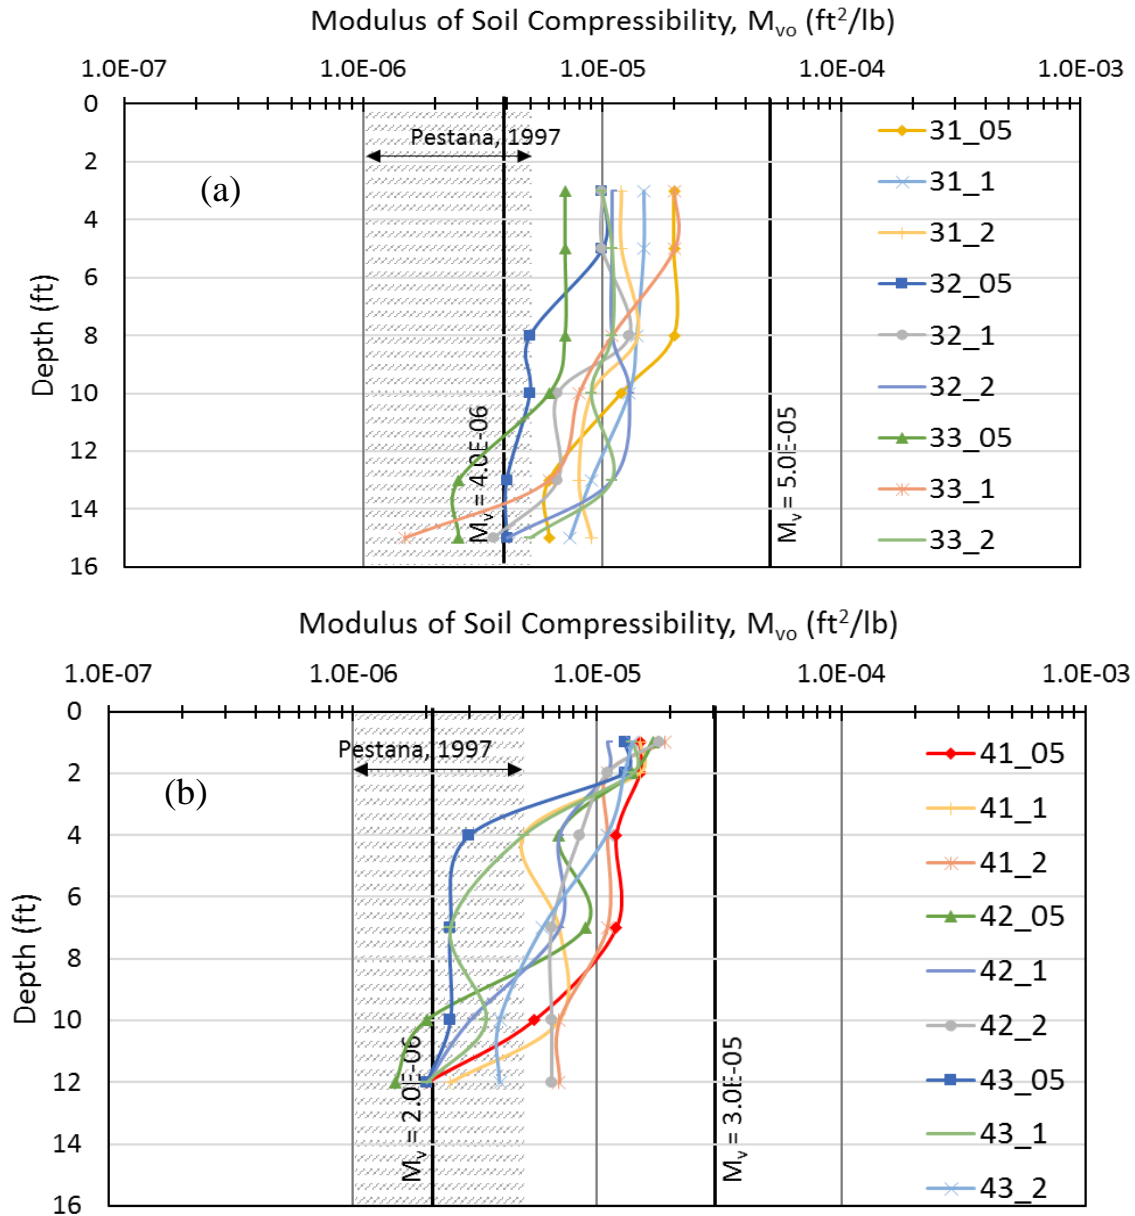 Modulus of Soil Compressibility, Mvo (ft²/lb)
1.0E-07 1.0E-06 1.0E-05 1.0E-04 1.0E-03
0
2
4
6
8
10
12
14
16
Depth (ft)
(a)
Pestana, 1997
Mv = 4.0E-06
Mv = 5.0E-05
31_05
31_1
31_2
32_05
32_1
32_2
33_05
33_1
33_2
Modulus of Soil Compressibility, Mvo (ft²/lb)
1.0E-07 1.0E-06 1.0E-05 1.0E-04 1.0E-03
0
2
4
6
8
10
12
14
16
Depth (ft)
(b)
Pestana, 1997
Mv = 2.0E-06
Mv = 3.0E-05
41_05
41_1
41_2
42_05
42_1
42_2
43_05
43_1
43_2